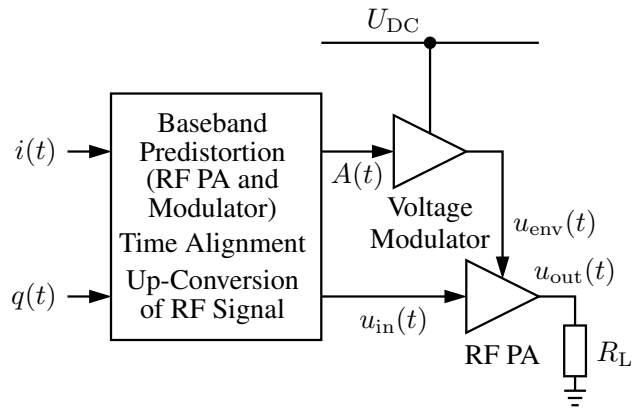 U_DC
Baseband
Predistortion
(RF PA and
Modulator)
Time Alignment
Up-Conversion
of RF Signal
i(t)
q(t)
A(t)
Voltage
Modulator
u_env(t)
u_in(t)
u_out(t)
RF PA
R_L